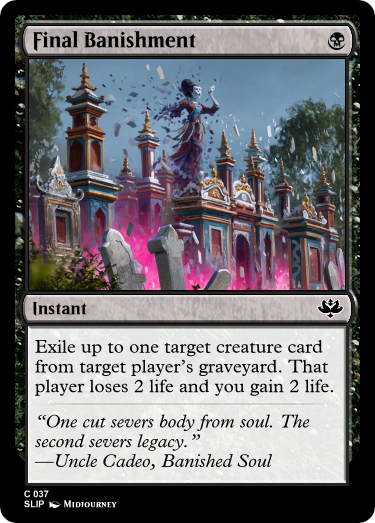 Final Banishment
Instant
Exile up to one target creature card
from target player's graveyard. That
player loses 2 life and you gain 2 life.
"One cut severs body from soul. The
second severs legacy."
—Uncle Cadeo, Banished Soul
C 037
SLIP Midjourney